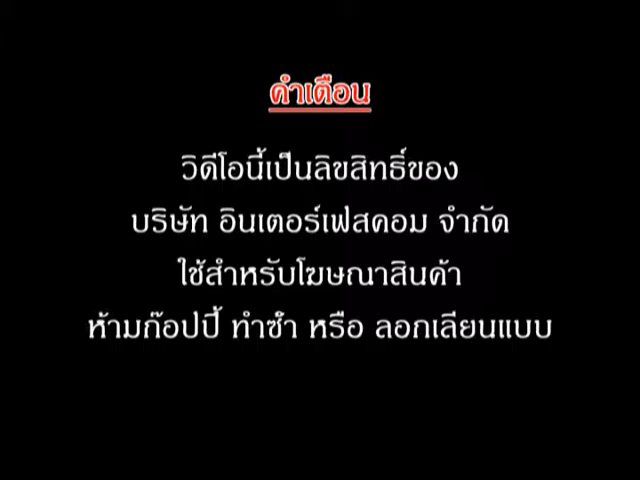 คำเตือน
วิดีโอนี้เป็นลิขสิทธิ์ของ
บริษัท อินเตอร์เฟสคอม จำกัด
ใช้สำหรับโฆษณาสินค้า
ห้ามก๊อปปี้ ทำซ้ำ หรือ ลอกเลียนแบบ